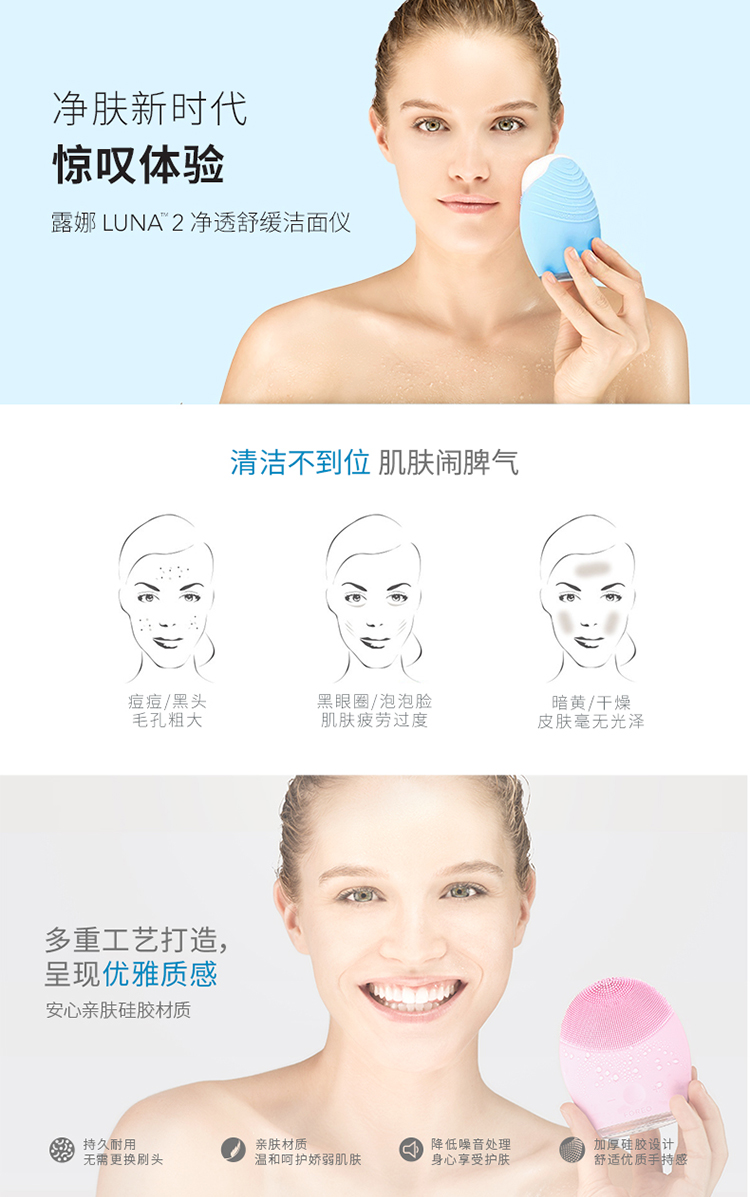 净肤新时代
惊叹体验
露娜 LUNA™ 2 净透舒缓洁面仪
清洁不到位 肌肤闹脾气
痘痘/黑头
毛孔粗大
黑眼圈/泡泡脸
肌肤疲劳过度
暗黄/干燥
皮肤毫无光泽
多重工艺打造,
呈现优雅质感
安心亲肤硅胶材质
持久耐用
无需更换刷头
亲肤材质
温和呵护娇弱肌肤
降低噪音处理
身心享受护肤
加厚硅胶设计
舒适优质手持感